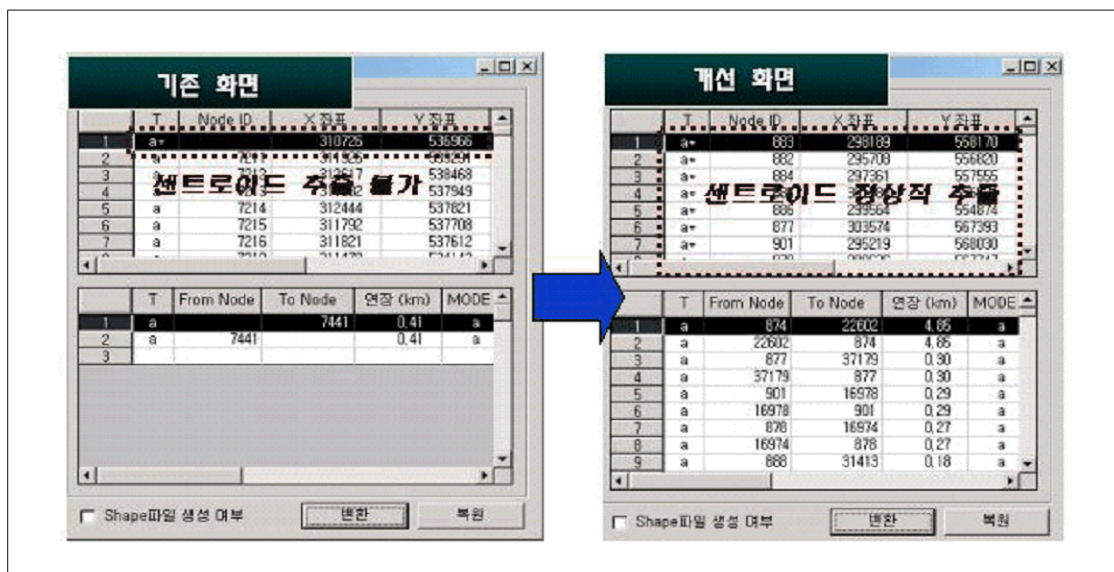 기존 화면
T Node ID X 좌표 Y 좌표
1 a* 310726 536966
2
센트로이드 추출 불가
3 538468
4 537949
5 a 7214 312444 537821
6 a 7215 311792 537708
7 a 7216 311821 537612
T From Node To Node 연장 (km) MODE
1 a 7441 0.41 a
2 a 7441 0.41 a
3
Shape파일 생성 여부 변환 복원
개선 화면
T Node ID X 좌표 Y 좌표
1 a* 883 298189 558170
2 a* 882 295708 556820
3 a* 884 297361 557555
4
센트로이드 정상적 추출
5 a* 886 299564 554874
6 a* 877 303574 567393
7 a* 901 295219 568030
T From Node To Node 연장 (km) MODE
1 a 874 22602 4.85 a
2 a 22602 874 4.85 a
3 a 877 37179 0.30 a
4 a 37179 877 0.30 a
5 a 901 16978 0.29 a
6 a 16978 901 0.29 a
7 a 878 16974 0.27 a
8 a 16974 878 0.27 a
9 a 888 31413 0.18 a
Shape파일 생성 여부 변환 복원